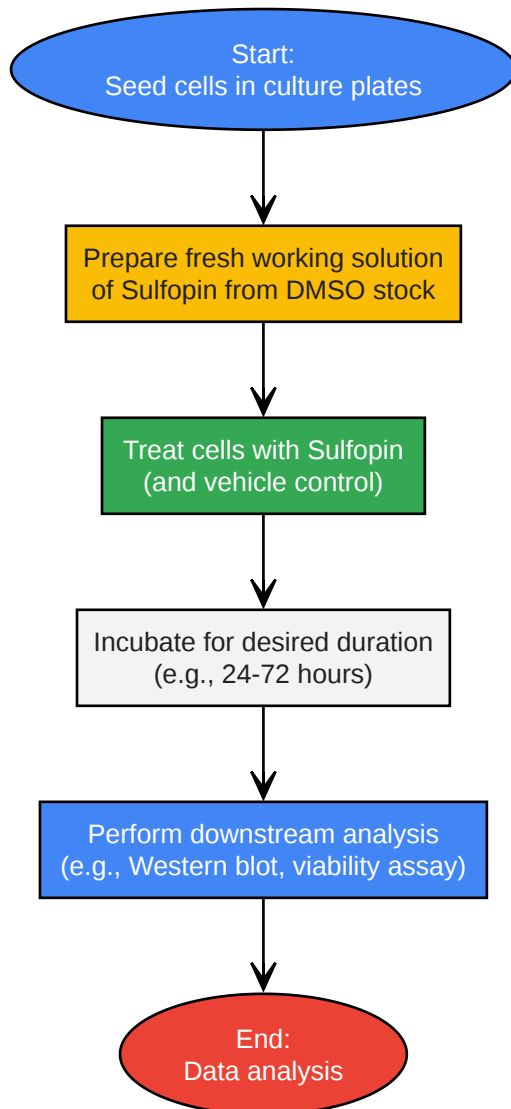 Start:
Seed cells in culture plates
Prepare fresh working solution
of Sulfopin from DMSO stock
Treat cells with Sulfopin
(and vehicle control)
Incubate for desired duration
(e.g., 24-72 hours)
Perform downstream analysis
(e.g., Western blot, viability assay)
End:
Data analysis